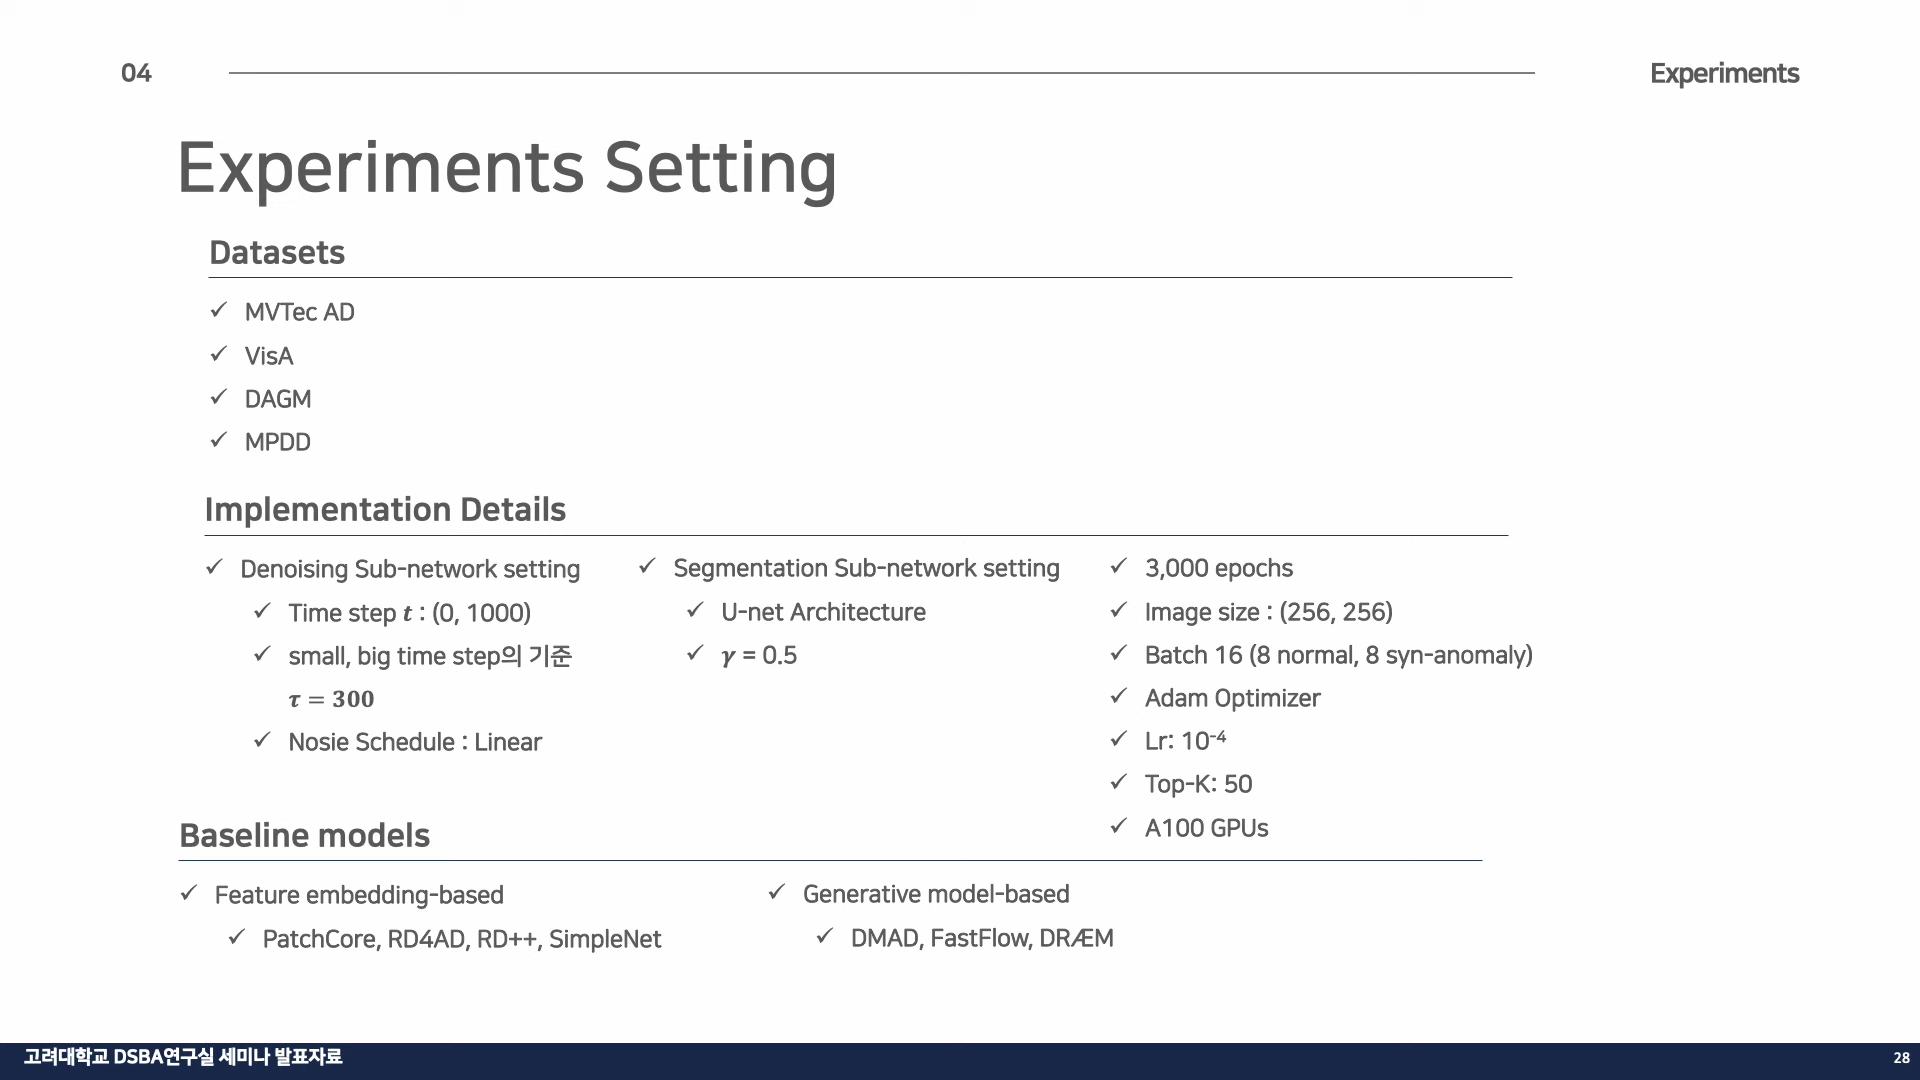 04
Experiments
Experiments Setting
Datasets
✓ MVTec AD
✓ VisA
✓ DAGM
✓ MPDD
Implementation Details
✓ Denoising Sub-network setting
✓ Time step t : (0, 1000)
✓ small, big time step의 기준
τ = 300
✓ Nosie Schedule : Linear
✓ Segmentation Sub-network setting
✓ U-net Architecture
✓ γ = 0.5
✓ 3,000 epochs
✓ Image size : (256, 256)
✓ Batch 16 (8 normal, 8 syn-anomaly)
✓ Adam Optimizer
✓ Lr: 10⁻⁴
✓ Top-K: 50
✓ A100 GPUs
Baseline models
✓ Feature embedding-based
✓ PatchCore, RD4AD, RD++, SimpleNet
✓ Generative model-based
✓ DMAD, FastFlow, DRÆM
고려대학교 DSBA연구실 세미나 발표자료
28